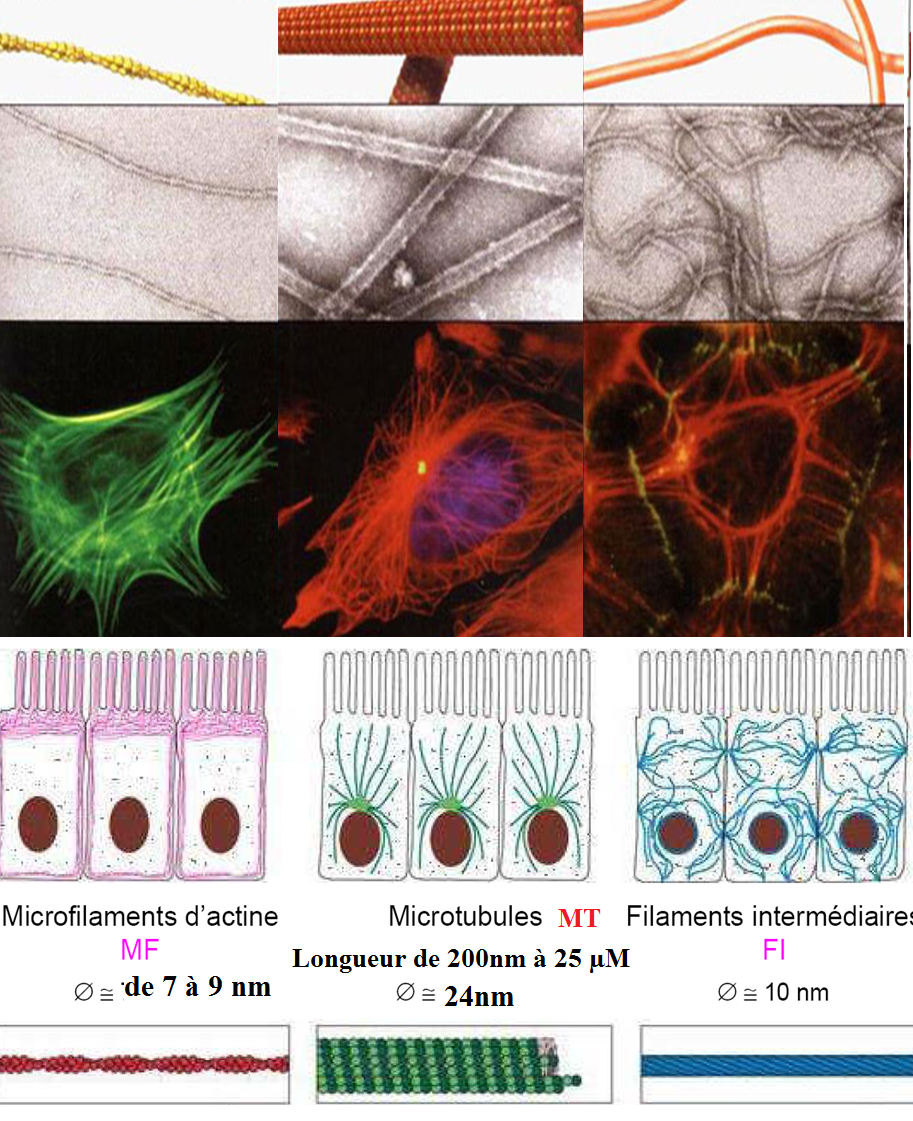 Microfilaments d’actine
MF
Ø ≅ de 7 à 9 nm
Microtubules MT
Longueur de 200nm à 25 µM
Ø ≅ 24nm
Filaments intermédiaires
FI
Ø ≅ 10 nm